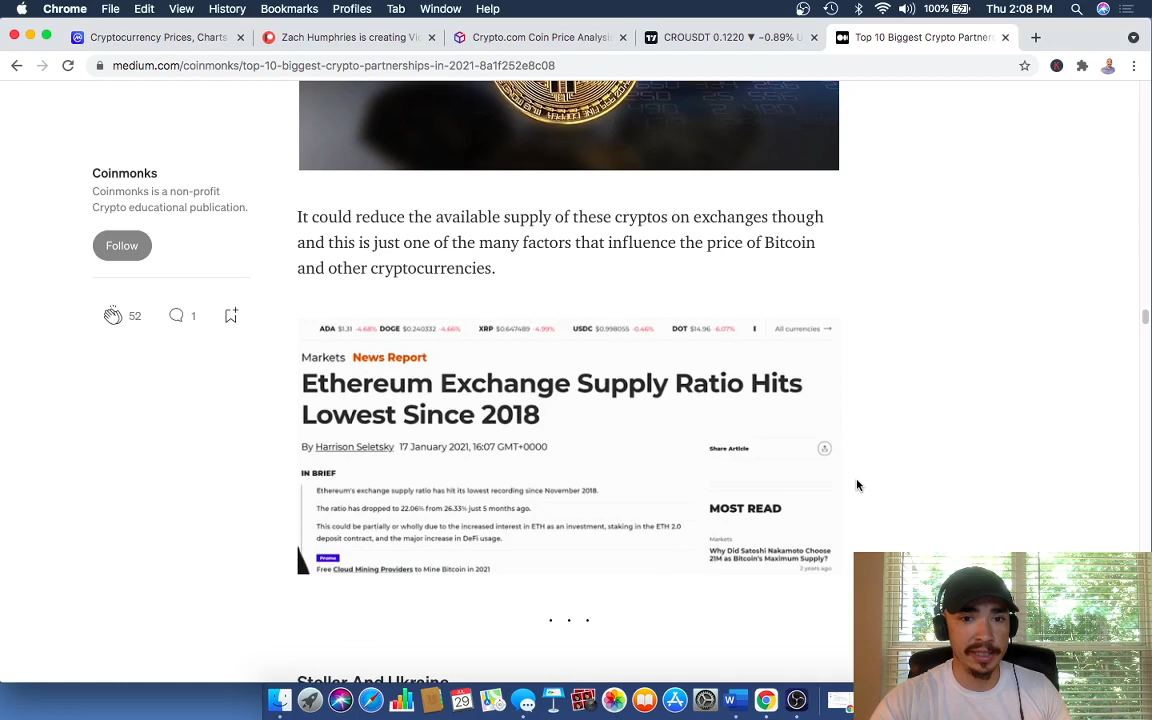 Chrome File Edit View History Bookmarks Profiles Tab Window Help 100% Thu 2:08 PM
Cryptocurrency Prices, Charts
Zach Humphries is creating Vi
Crypto.com Coin Price Analysi
CROUSDT 0.1220 ▼ −0.89% U
Top 10 Biggest Crypto Partner
medium.com/coinmonks/top-10-biggest-crypto-partnerships-in-2021-8a1f252e8c08
Coinmonks
Coinmonks is a non-profit
Crypto educational publication.
Follow
52 1
It could reduce the available supply of these cryptos on exchanges though
and this is just one of the many factors that influence the price of Bitcoin
and other cryptocurrencies.
ADA $1.31 -4.68% DOGE $0.240332 -4.66% XRP $0.647489 -4.99% USDC $0.998055 -0.46% DOT $14.96 -6.07% All currencies →
Markets News Report
Ethereum Exchange Supply Ratio Hits
Lowest Since 2018
By Harrison Seletsky 17 January 2021, 16:07 GMT+0000
Share Article
IN BRIEF
Ethereum's exchange supply ratio has hit its lowest recording since November 2018.
The ratio has dropped to 22.06% from 26.33% just 5 months ago.
This could be partially or wholly due to the increased interest in ETH as an investment, staking in the ETH 2.0
deposit contract, and the major increase in DeFi usage.
Promo
Free Cloud Mining Providers to Mine Bitcoin in 2021
MOST READ
Markets
Why Did Satoshi Nakamoto Choose
21M as Bitcoin's Maximum Supply?
2 years ago
. . .
Stellar And Ukraine
29